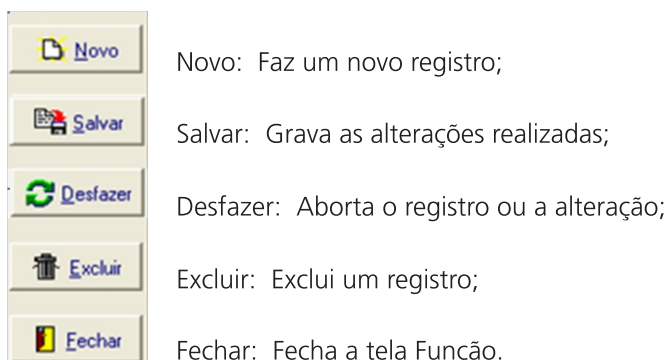 Novo Novo: Faz um novo registro;
Salvar Salvar: Grava as alterações realizadas;
Desfazer Desfazer: Aborta o registro ou a alteração;
Excluir Excluir: Exclui um registro;
Fechar Fechar: Fecha a tela Função.